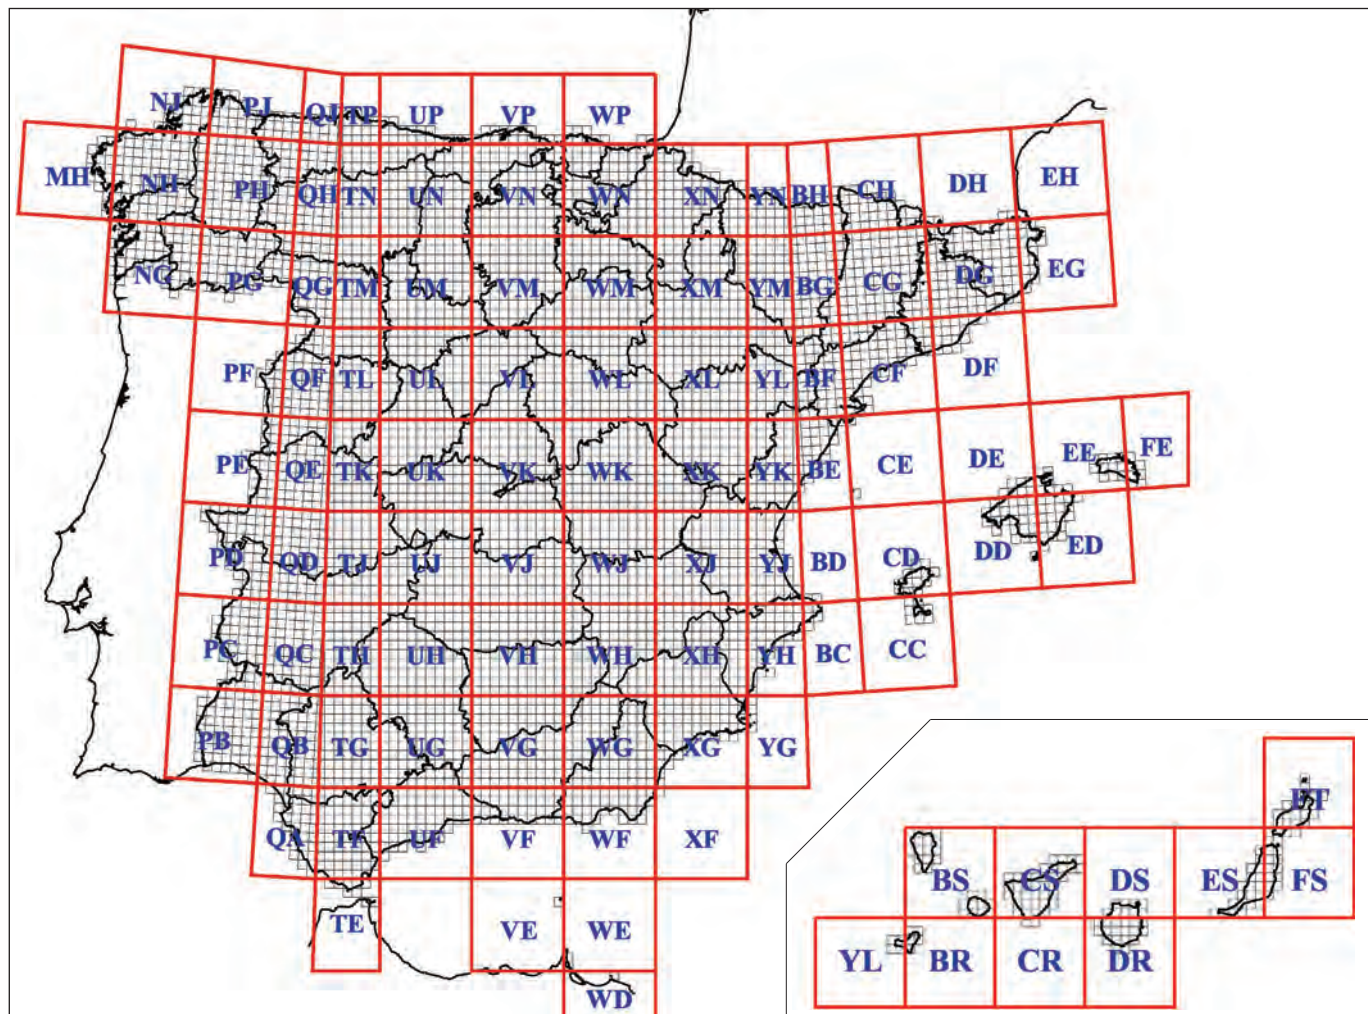 NJ PJ QJ TP UP VP WP
MH NH PH QH TN UN VN WN XN YN BH CH DH EH
NG PG QG TM UM VM WM XM YM BG CG DG EG
PF QF TL UL VL WL XL YL BF CF DF
PE QE TK UK VK WK XK YK BE CE DE EE FE
PD QD TJ UJ VJ WJ XJ YJ BD CD DD ED
PC QC TH UH VH WH XH YH BC CC
PB QB TG UG VG WG XG YG
QA TF UF VF WF XF
TE VE WE
WD
FT
BS CS DS ES FS
YL BR CR DR